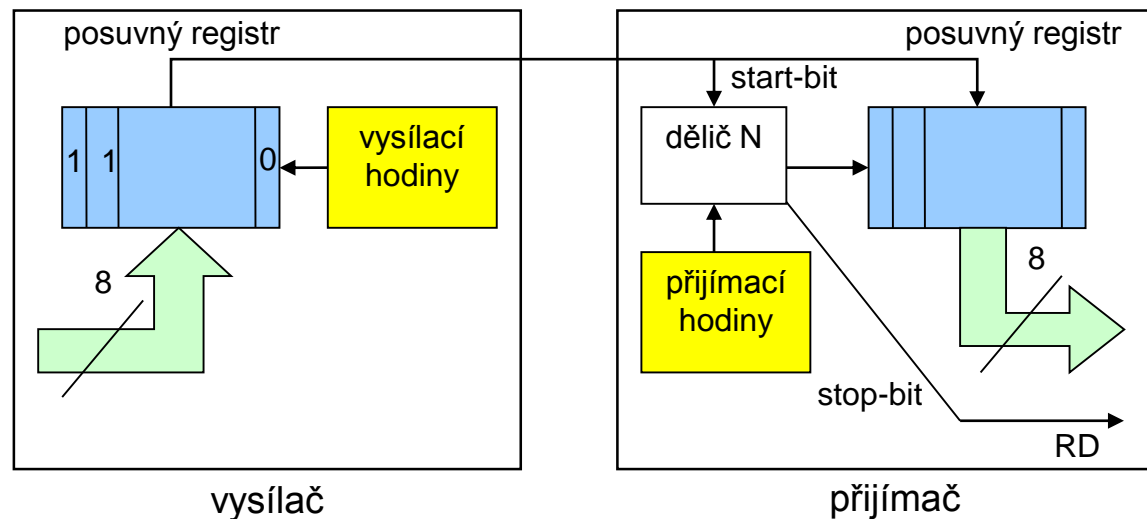 posuvný registr
1 1 0
vysílací
hodiny
8
vysílač
posuvný registr
start-bit
dělič N
přijímací
hodiny
8
stop-bit
RD
přijímač